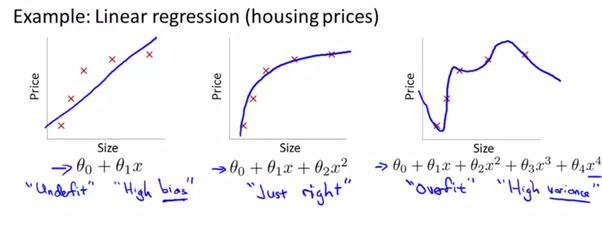 Example: Linear regression (housing prices)
Price
Size
→ θ₀ + θ₁x
"Underfit" "High bias"
Price
Size
→ θ₀ + θ₁x + θ₂x²
"Just right"
Price
Size
→ θ₀ + θ₁x + θ₂x² + θ₃x³ + θ₄x⁴
"Overfit" "High variance"